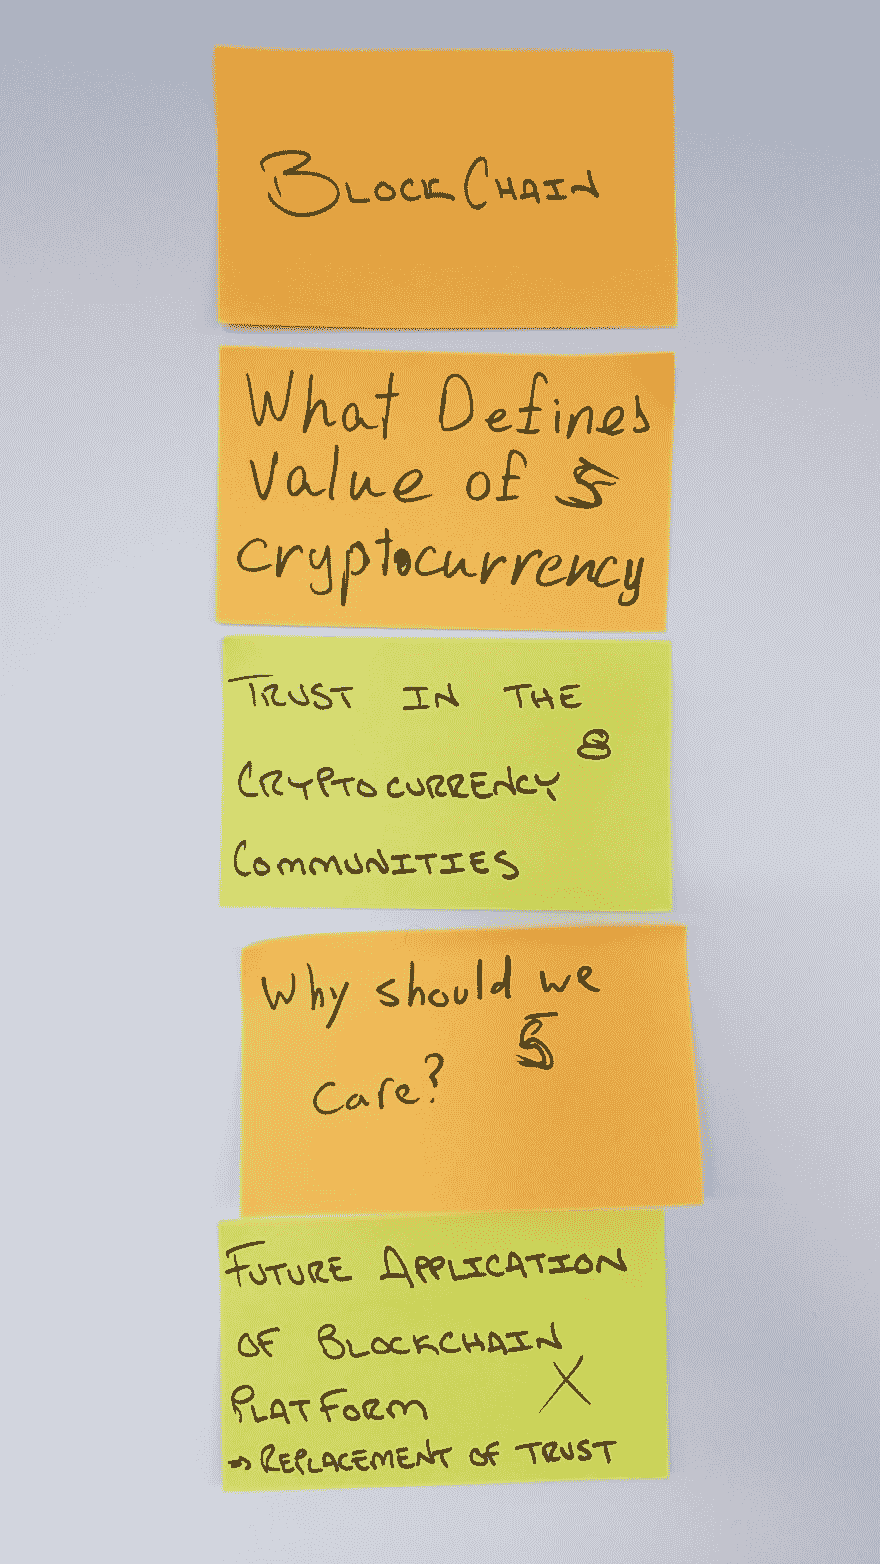 BLOCKCHAIN
What Defines
Value of 5
cryptocurrency
TRUST IN THE
8
CRYPTOCURRENCY
COMMUNITIES
Why should we
5
Care?
FUTURE APPLICATION
OF BLOCKCHAIN
X
PLATFORM
→ REPLACEMENT OF TRUST